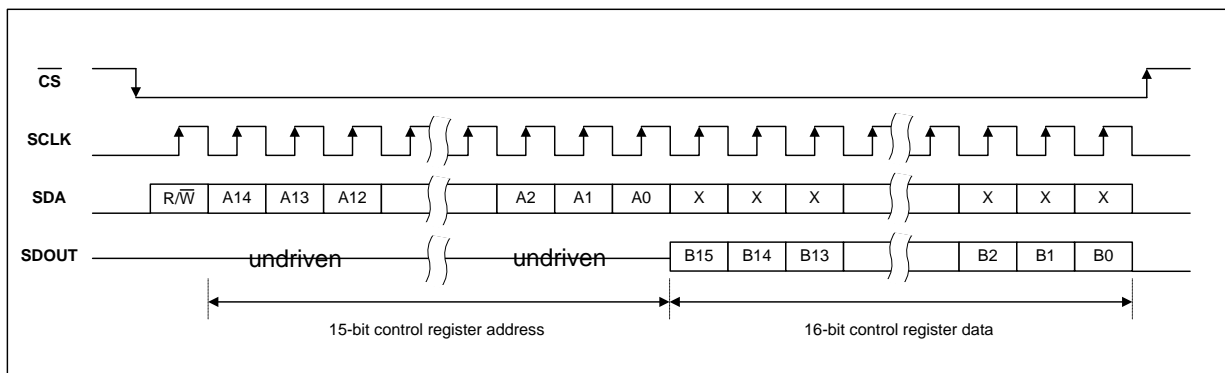 CS
SCLK
SDA R/W A14 A13 A12 A2 A1 A0 X X X X X X
SDOUT undriven undriven B15 B14 B13 B2 B1 B0
15-bit control register address 16-bit control register data